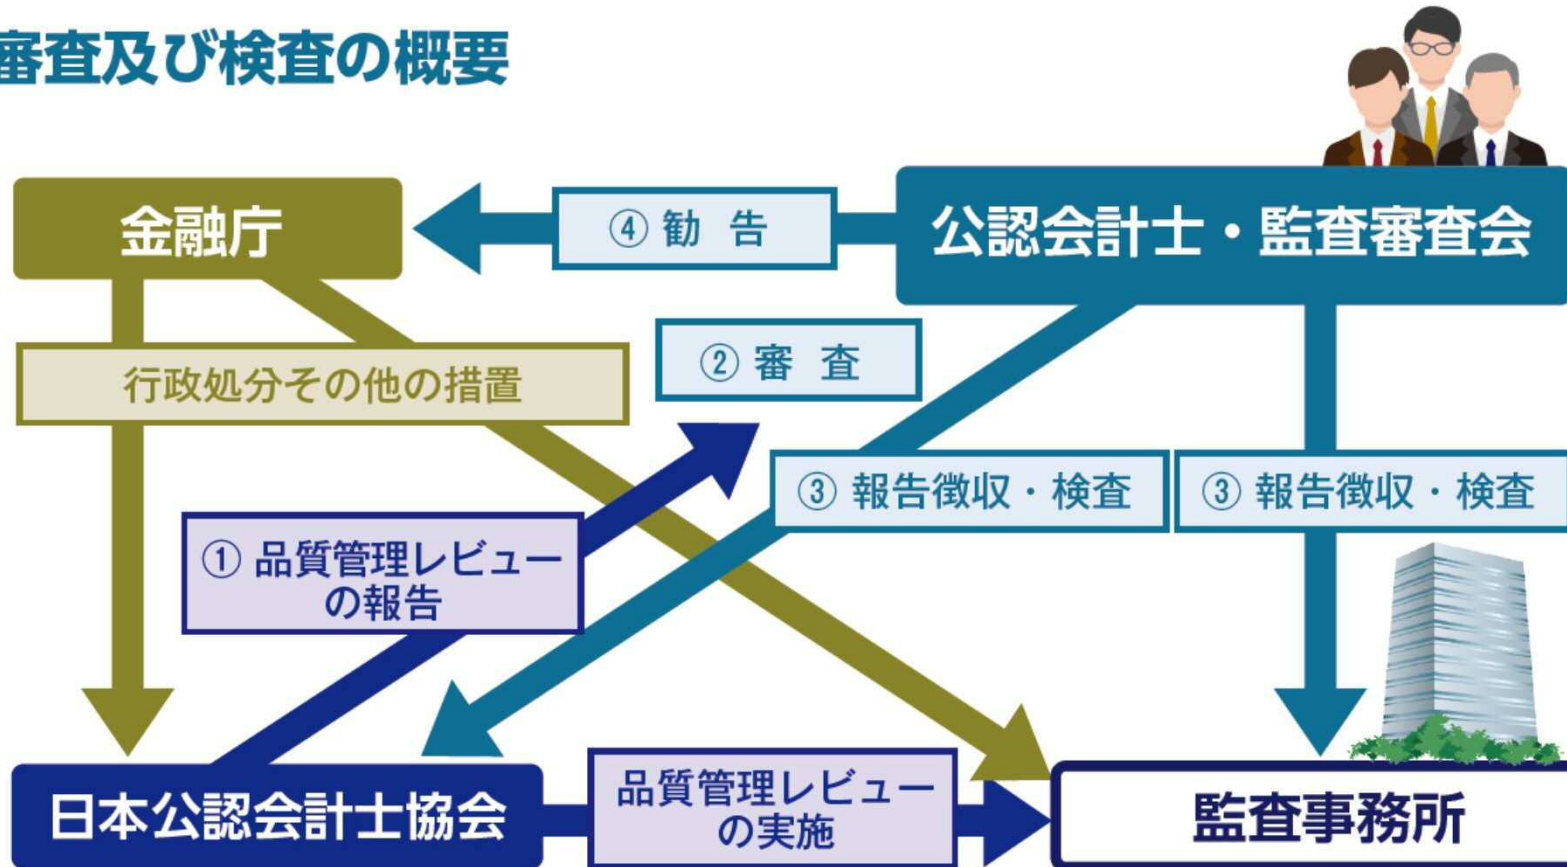 審査及び検査の概要
金融庁
④ 勧 告
公認会計士・監査審査会
② 審 査
行政処分その他の措置
③ 報告徴収・検査
③ 報告徴収・検査
① 品質管理レビュー
の報告
日本公認会計士協会
品質管理レビュー
の実施
監査事務所